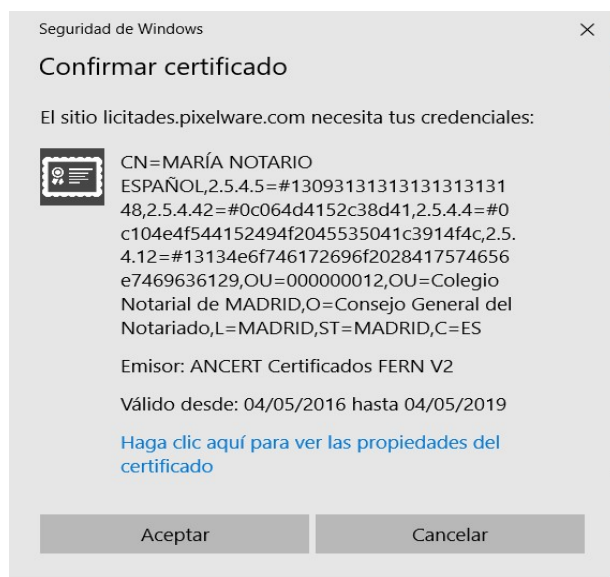 Seguridad de Windows
Confirmar certificado
El sitio licitades.pixelware.com necesita tus credenciales:
CN=MARÍA NOTARIO
ESPAÑOL,2.5.4.5=#13093131313131313131
48,2.5.4.42=#0c064d4152c38d41,2.5.4.4=#0
c104e4f544152494f2045535041c3914f4c,2.5.
4.12=#13134e6f746172696f2028417574656
e7469636129,OU=000000012,OU=Colegio
Notarial de MADRID,O=Consejo General del
Notariado,L=MADRID,ST=MADRID,C=ES
Emisor: ANCERT Certificados FERN V2
Válido desde: 04/05/2016 hasta 04/05/2019
Haga clic aquí para ver las propiedades del
certificado
Aceptar
Cancelar